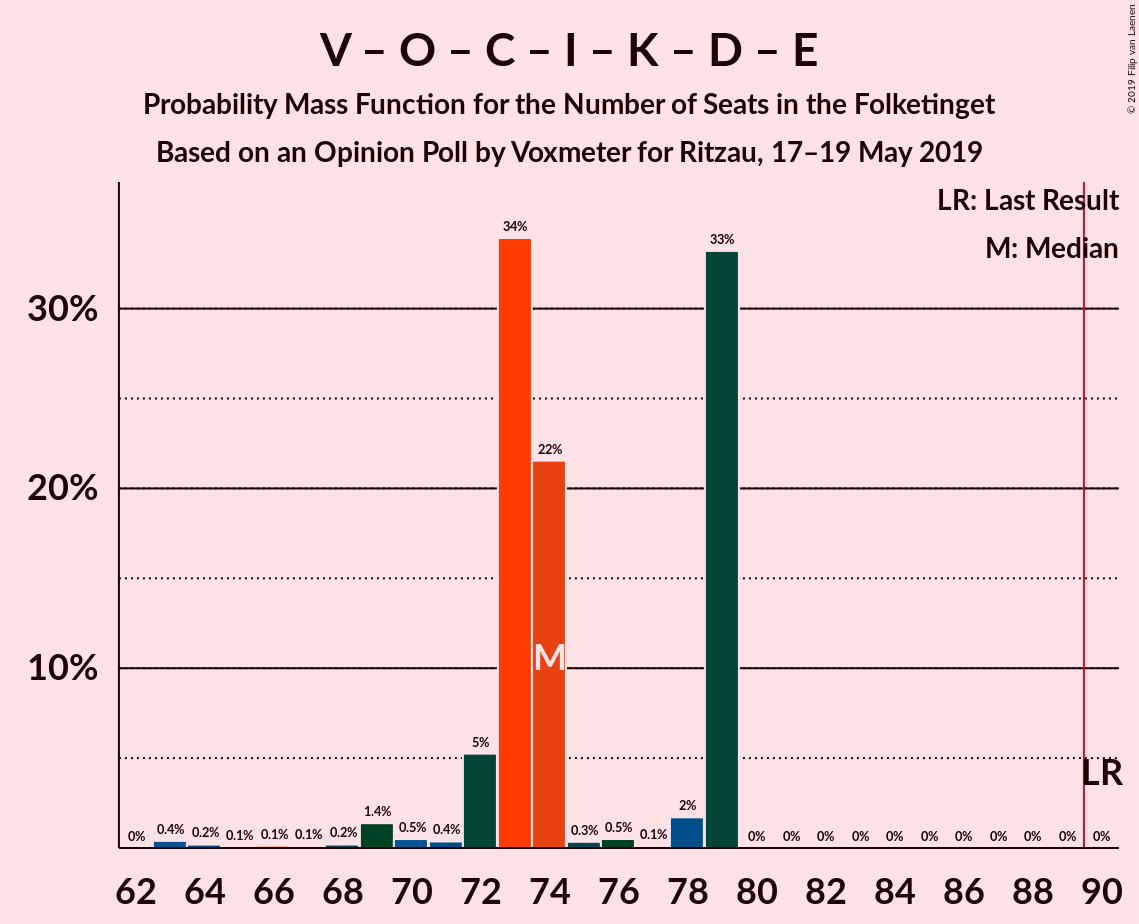 V – O – C – I – K – D – E
Probability Mass Function for the Number of Seats in the Folketinget
Based on an Opinion Poll by Voxmeter for Ritzau, 17–19 May 2019
© 2019 Filip van Laenen
LR: Last Result
M: Median
34%
33%
30%
22%
20%
M
10%
5%
LR
2%
1.4%
0% 0.4% 0.2% 0.1% 0.1% 0.1% 0.2% 0.5% 0.4% 0.3% 0.5% 0.1% 0% 0% 0% 0% 0% 0% 0% 0% 0% 0% 0%
62 64 66 68 70 72 74 76 78 80 82 84 86 88 90